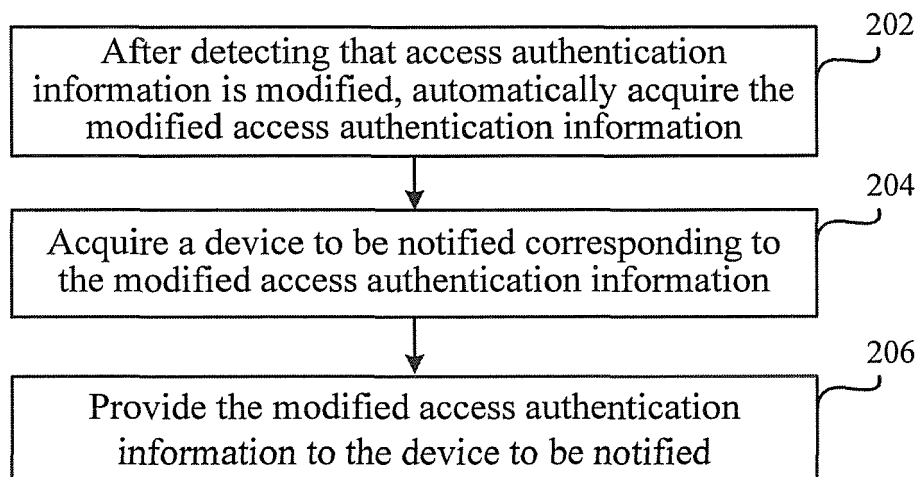 202
After detecting that access authentication
information is modified, automatically acquire the
modified access authentication information
204
Acquire a device to be notified corresponding to
the modified access authentication information
206
Provide the modified access authentication
information to the device to be notified